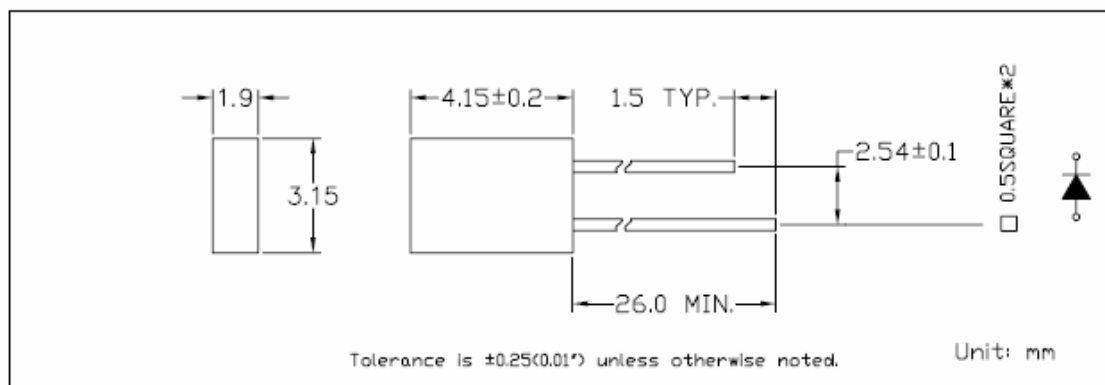 1.9
4.15±0.2
1.5 TYP.
2.54±0.1
3.15
26.0 MIN.
□ 0.5SQUARE*2
Tolerance is ±0.25(0.01") unless otherwise noted.
Unit: mm